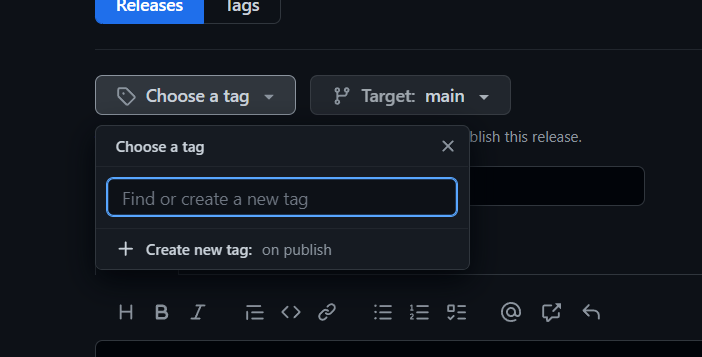 Releases Tags
Choose a tag Target: main
Choose a tag
blish this release.
Find or create a new tag
Create new tag: on publish